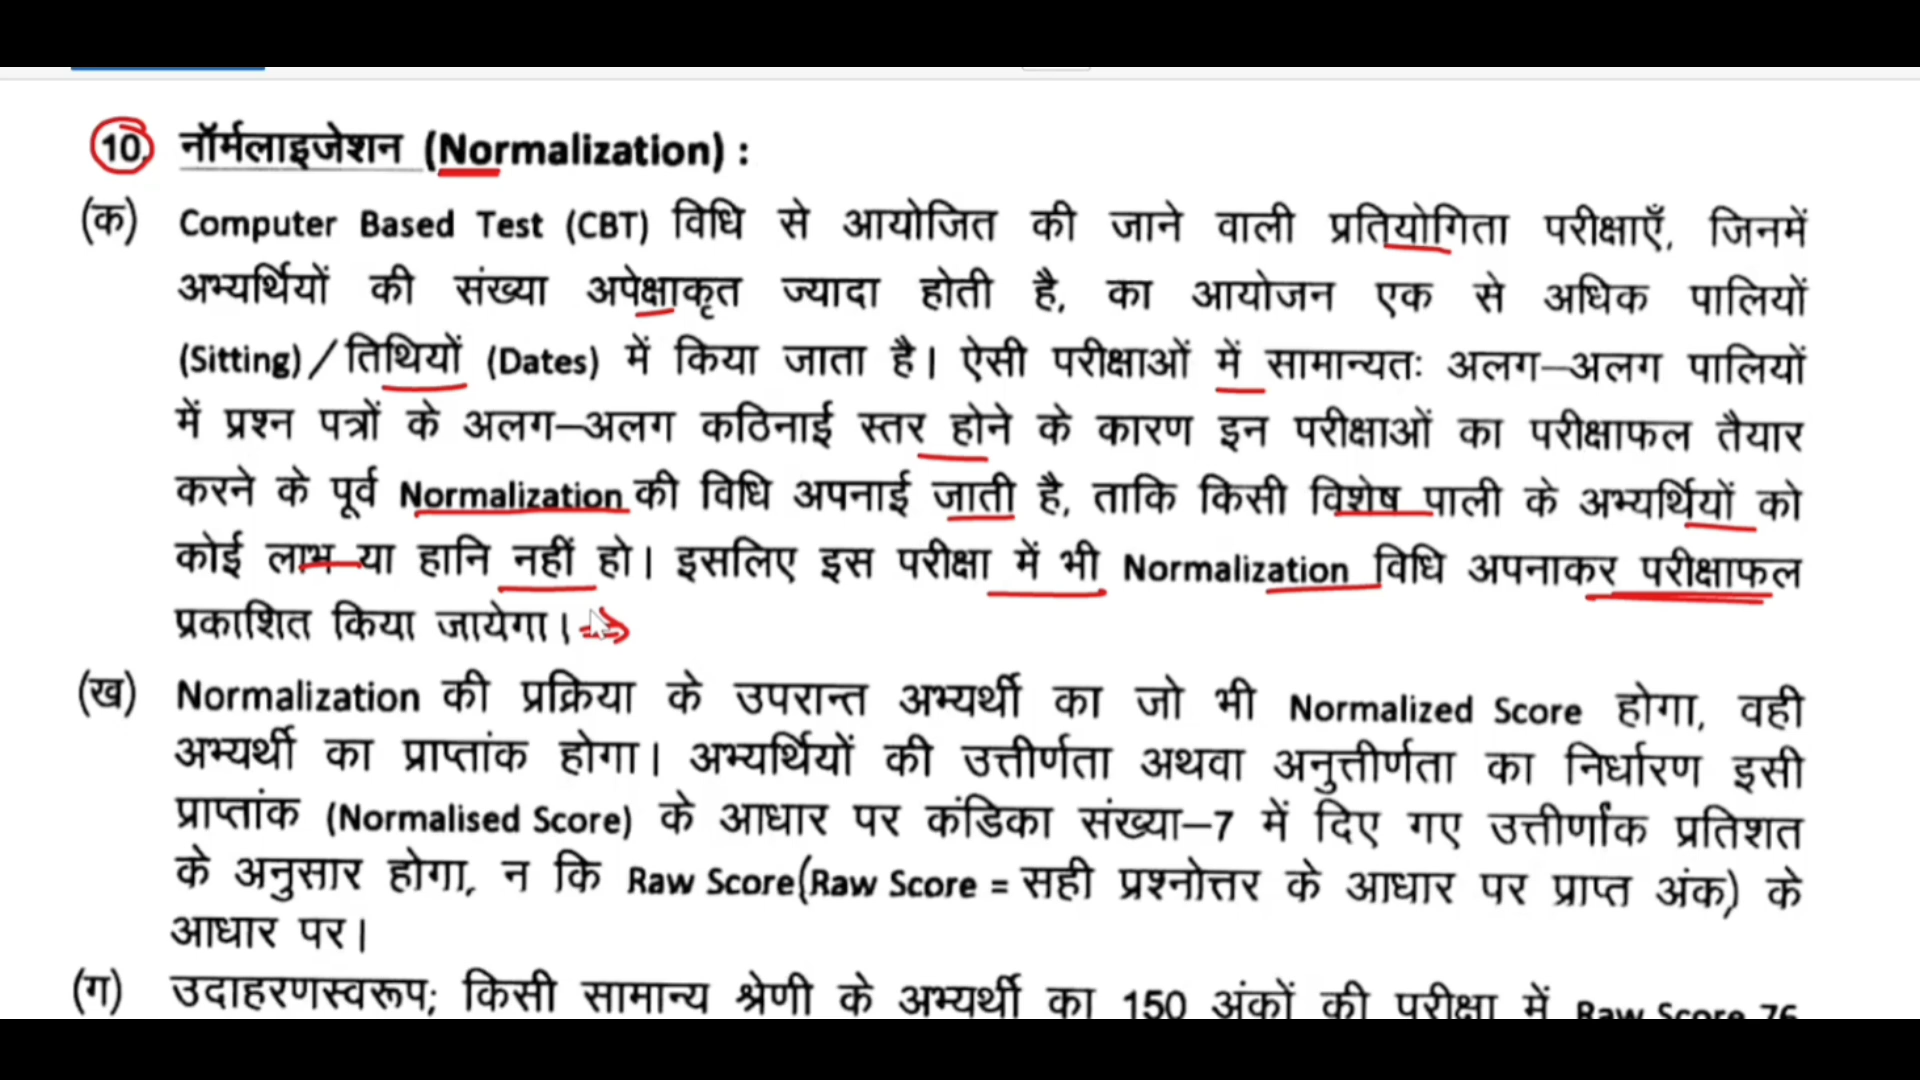 10. नॉर्मलाइजेशन (Normalization) :
(क) Computer Based Test (CBT) विधि से आयोजित की जाने वाली प्रतियोगिता परीक्षाएँ, जिनमें
अभ्यर्थियों की संख्या अपेक्षाकृत ज्यादा होती है, का आयोजन एक से अधिक पालियों
(Sitting)/तिथियों (Dates) में किया जाता है। ऐसी परीक्षाओं में सामान्यतः अलग–अलग पालियों
में प्रश्न पत्रों के अलग–अलग कठिनाई स्तर होने के कारण इन परीक्षाओं का परीक्षाफल तैयार
करने के पूर्व Normalization की विधि अपनाई जाती है, ताकि किसी विशेष पाली के अभ्यर्थियों को
कोई लाभ या हानि नहीं हो। इसलिए इस परीक्षा में भी Normalization विधि अपनाकर परीक्षाफल
प्रकाशित किया जायेगा।
(ख) Normalization की प्रक्रिया के उपरान्त अभ्यर्थी का जो भी Normalized Score होगा, वही
अभ्यर्थी का प्राप्तांक होगा। अभ्यर्थियों की उत्तीर्णता अथवा अनुत्तीर्णता का निर्धारण इसी
प्राप्तांक (Normalised Score) के आधार पर कंडिका संख्या–7 में दिए गए उत्तीर्णांक प्रतिशत
के अनुसार होगा, न कि Raw Score(Raw Score = सही प्रश्नोत्तर के आधार पर प्राप्त अंक) के
आधार पर।
(ग) उदाहरणस्वरूप; किसी सामान्य श्रेणी के अभ्यर्थी का 150 अंकों की परीक्षा में Raw Score 76